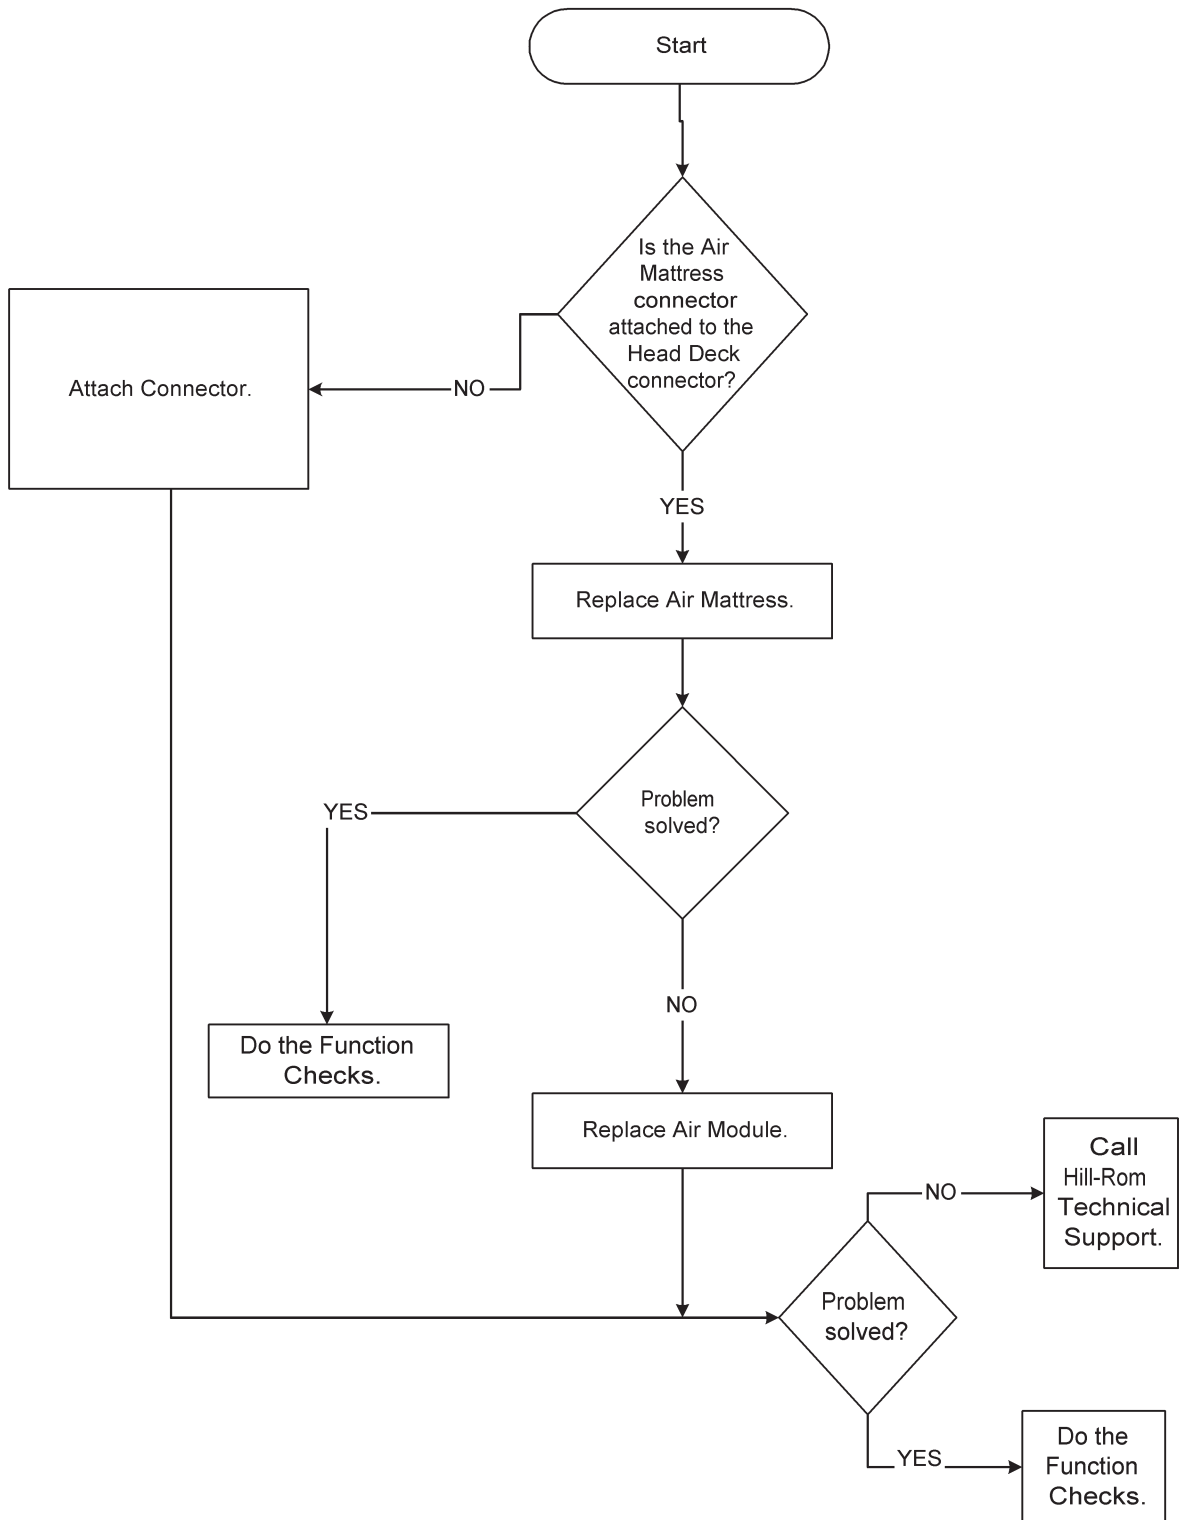 Start
Is the Air
Mattress
connector
attached to the
Head Deck
connector?
NO
Attach Connector.
YES
Replace Air Mattress.
Problem
solved?
YES
NO
Do the Function
Checks.
Replace Air Module.
Problem
solved?
NO
Call
Hill-Rom
Technical
Support.
YES
Do the
Function
Checks.